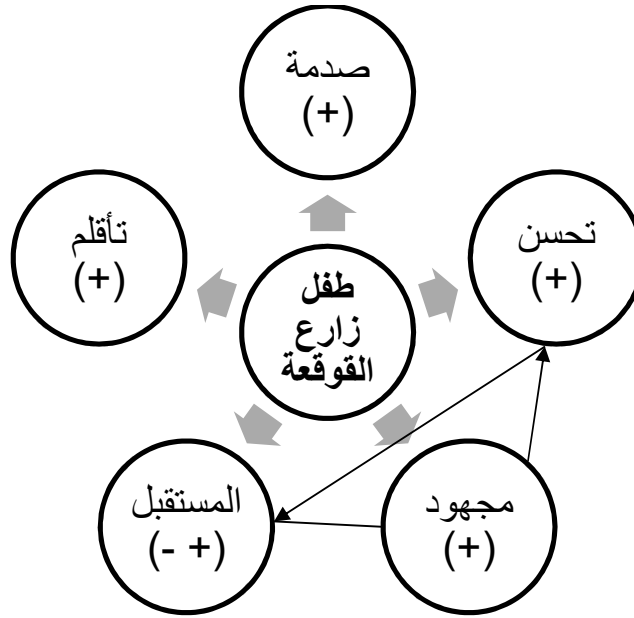 صدمة
(+)
تحسن
(+)
تأقلم
(+)
طفل
زارع
القوقعة
مجهود
(+)
المستقبل
(+ -)